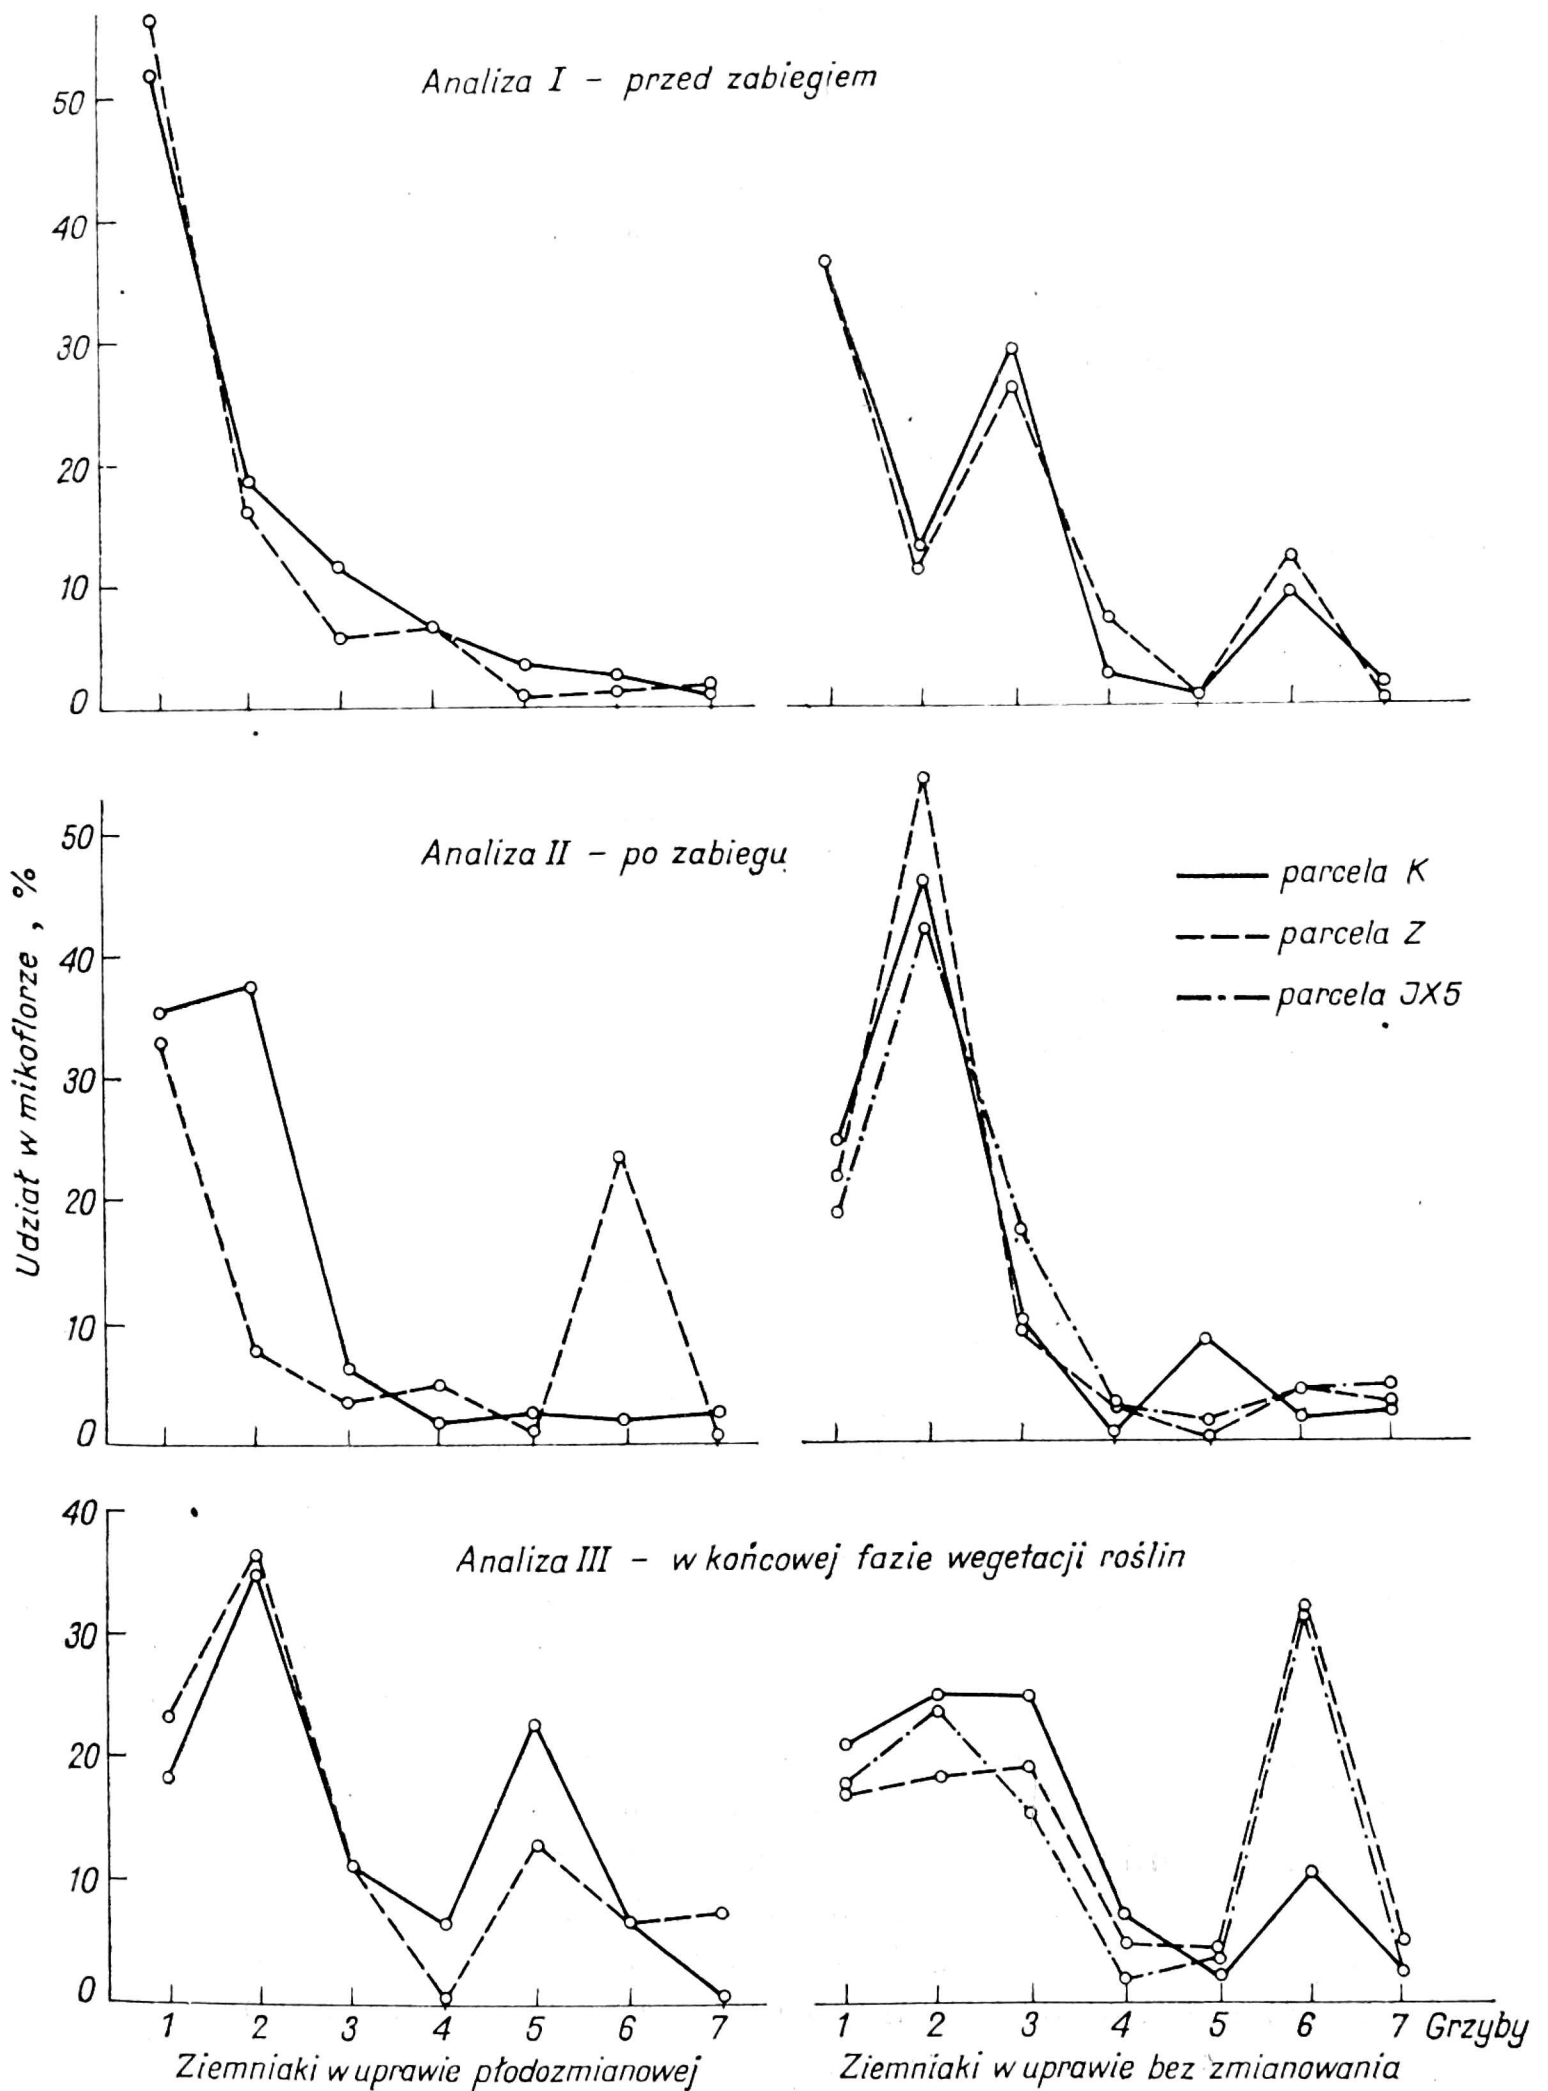 Analiza I - przed zabiegiem
50
40
30
20
10
0
Analiza II - po zabiegu
50
40
30
20
10
0
parcela K
parcela Z
parcela JX5
Udział w mikoflorze, %
Analiza III - w końcowej fazie wegetacji roślin
40
30
20
10
0
1 2 3 4 5 6 7
1 2 3 4 5 6 7 Grzyby
Ziemniaki w uprawie płodozmianowej
Ziemniaki w uprawie bez zmianowania